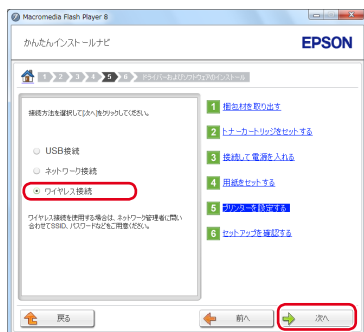 Macromedia Flash Player 8
かんたんインストールナビ
EPSON
1 2 3 4 5 6 ドライバーおよびソフトウェアのインストール
接続方法を選択して[次へ]をクリックしてください。
USB接続
ネットワーク接続
ワイヤレス接続
ワイヤレス接続を使用する場合は、ネットワーク管理者に問い
合わせてSSID、パスワードなどをご用意ください。
1 梱包材を取り出す
2 トナーカートリッジをセットする
3 接続して電源を入れる
4 用紙をセットする
5 プリンターを設定する
6 セットアップを確認する
戻る
前へ
次へ